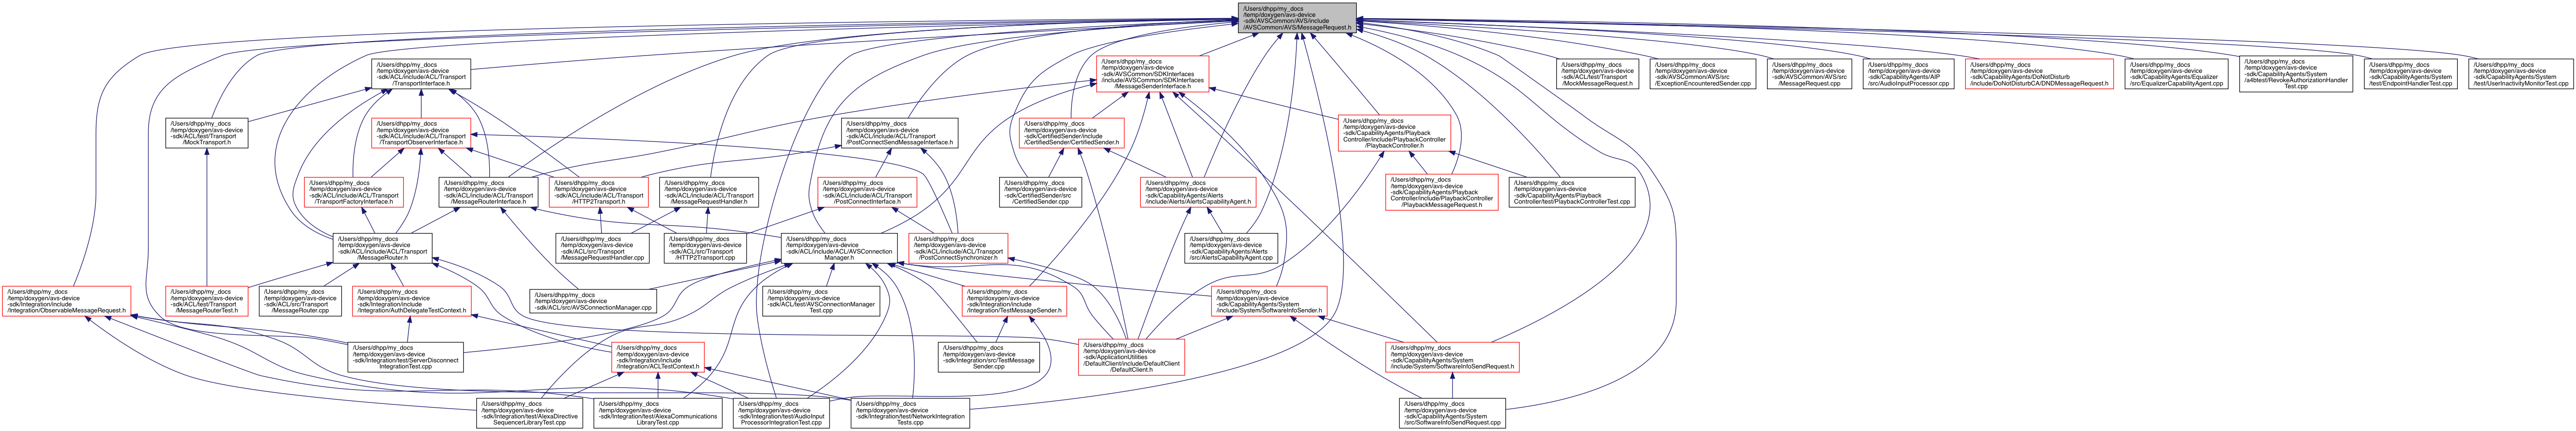 /Users/dhpp/my_docs
/temp/doxygen/avs-device
-sdk/AVSCommon/AVS/include
/AVSCommon/AVS/MessageRequest.h
/Users/dhpp/my_docs
/temp/doxygen/avs-device
-sdk/ACL/include/ACL/Transport
/TransportInterface.h
/Users/dhpp/my_docs
/temp/doxygen/avs-device
-sdk/AVSCommon/SDKInterfaces
/include/AVSCommon/SDKInterfaces
/MessageSenderInterface.h
/Users/dhpp/my_docs
/temp/doxygen/avs-device
-sdk/ACL/test/Transport
/MockMessageRequest.h
/Users/dhpp/my_docs
/temp/doxygen/avs-device
-sdk/AVSCommon/AVS/src
/ExceptionEncounteredSender.cpp
/Users/dhpp/my_docs
/temp/doxygen/avs-device
-sdk/AVSCommon/AVS/src
/MessageRequest.cpp
/Users/dhpp/my_docs
/temp/doxygen/avs-device
-sdk/CapabilityAgents/AIP
/src/AudioInputProcessor.cpp
/Users/dhpp/my_docs
/temp/doxygen/avs-device
-sdk/CapabilityAgents/DoNotDisturb
/include/DoNotDisturbCA/DNDMessageRequest.h
/Users/dhpp/my_docs
/temp/doxygen/avs-device
-sdk/CapabilityAgents/Equalizer
/src/EqualizerCapabilityAgent.cpp
/Users/dhpp/my_docs
/temp/doxygen/avs-device
-sdk/CapabilityAgents/System
/a4btest/RevokeAuthorizationHandler
Test.cpp
/Users/dhpp/my_docs
/temp/doxygen/avs-device
-sdk/CapabilityAgents/System
/test/EndpointHandlerTest.cpp
/Users/dhpp/my_docs
/temp/doxygen/avs-device
-sdk/CapabilityAgents/System
/test/UserInactivityMonitorTest.cpp
/Users/dhpp/my_docs
/temp/doxygen/avs-device
-sdk/ACL/test/Transport
/MockTransport.h
/Users/dhpp/my_docs
/temp/doxygen/avs-device
-sdk/ACL/include/ACL/Transport
/TransportObserverInterface.h
/Users/dhpp/my_docs
/temp/doxygen/avs-device
-sdk/ACL/include/ACL/Transport
/PostConnectSendMessageInterface.h
/Users/dhpp/my_docs
/temp/doxygen/avs-device
-sdk/CertifiedSender/include
/CertifiedSender/CertifiedSender.h
/Users/dhpp/my_docs
/temp/doxygen/avs-device
-sdk/CapabilityAgents/Playback
Controller/include/PlaybackController
/PlaybackController.h
/Users/dhpp/my_docs
/temp/doxygen/avs-device
-sdk/ACL/include/ACL/Transport
/TransportFactoryInterface.h
/Users/dhpp/my_docs
/temp/doxygen/avs-device
-sdk/ACL/include/ACL/Transport
/MessageRouterInterface.h
/Users/dhpp/my_docs
/temp/doxygen/avs-device
-sdk/ACL/include/ACL/Transport
/HTTP2Transport.h
/Users/dhpp/my_docs
/temp/doxygen/avs-device
-sdk/ACL/include/ACL/Transport
/MessageRequestHandler.h
/Users/dhpp/my_docs
/temp/doxygen/avs-device
-sdk/ACL/include/ACL/Transport
/PostConnectInterface.h
/Users/dhpp/my_docs
/temp/doxygen/avs-device
-sdk/CertifiedSender/src
/CertifiedSender.cpp
/Users/dhpp/my_docs
/temp/doxygen/avs-device
-sdk/CapabilityAgents/Alerts
/include/Alerts/AlertsCapabilityAgent.h
/Users/dhpp/my_docs
/temp/doxygen/avs-device
-sdk/CapabilityAgents/Playback
Controller/include/PlaybackController
/PlaybackMessageRequest.h
/Users/dhpp/my_docs
/temp/doxygen/avs-device
-sdk/CapabilityAgents/Playback
Controller/test/PlaybackControllerTest.cpp
/Users/dhpp/my_docs
/temp/doxygen/avs-device
-sdk/ACL/include/ACL/Transport
/MessageRouter.h
/Users/dhpp/my_docs
/temp/doxygen/avs-device
-sdk/ACL/src/Transport
/MessageRequestHandler.cpp
/Users/dhpp/my_docs
/temp/doxygen/avs-device
-sdk/ACL/src/Transport
/HTTP2Transport.cpp
/Users/dhpp/my_docs
/temp/doxygen/avs-device
-sdk/ACL/include/ACL/AVSConnection
Manager.h
/Users/dhpp/my_docs
/temp/doxygen/avs-device
-sdk/ACL/include/ACL/Transport
/PostConnectSynchronizer.h
/Users/dhpp/my_docs
/temp/doxygen/avs-device
-sdk/CapabilityAgents/Alerts
/src/AlertsCapabilityAgent.cpp
/Users/dhpp/my_docs
/temp/doxygen/avs-device
-sdk/Integration/include
/Integration/ObservableMessageRequest.h
/Users/dhpp/my_docs
/temp/doxygen/avs-device
-sdk/ACL/test/Transport
/MessageRouterTest.h
/Users/dhpp/my_docs
/temp/doxygen/avs-device
-sdk/ACL/src/Transport
/MessageRouter.cpp
/Users/dhpp/my_docs
/temp/doxygen/avs-device
-sdk/Integration/include
/Integration/AuthDelegateTestContext.h
/Users/dhpp/my_docs
/temp/doxygen/avs-device
-sdk/ACL/src/AVSConnectionManager.cpp
/Users/dhpp/my_docs
/temp/doxygen/avs-device
-sdk/ACL/test/AVSConnectionManager
Test.cpp
/Users/dhpp/my_docs
/temp/doxygen/avs-device
-sdk/Integration/include
/Integration/TestMessageSender.h
/Users/dhpp/my_docs
/temp/doxygen/avs-device
-sdk/CapabilityAgents/System
/include/System/SoftwareInfoSender.h
/Users/dhpp/my_docs
/temp/doxygen/avs-device
-sdk/Integration/test/ServerDisconnect
IntegrationTest.cpp
/Users/dhpp/my_docs
/temp/doxygen/avs-device
-sdk/Integration/include
/Integration/ACLTestContext.h
/Users/dhpp/my_docs
/temp/doxygen/avs-device
-sdk/Integration/src/TestMessage
Sender.cpp
/Users/dhpp/my_docs
/temp/doxygen/avs-device
-sdk/ApplicationUtilities
/DefaultClient/include/DefaultClient
/DefaultClient.h
/Users/dhpp/my_docs
/temp/doxygen/avs-device
-sdk/CapabilityAgents/System
/include/System/SoftwareInfoSendRequest.h
/Users/dhpp/my_docs
/temp/doxygen/avs-device
-sdk/Integration/test/AlexaDirective
SequencerLibraryTest.cpp
/Users/dhpp/my_docs
/temp/doxygen/avs-device
-sdk/Integration/test/AlexaCommunications
LibraryTest.cpp
/Users/dhpp/my_docs
/temp/doxygen/avs-device
-sdk/Integration/test/AudioInput
ProcessorIntegrationTest.cpp
/Users/dhpp/my_docs
/temp/doxygen/avs-device
-sdk/Integration/test/NetworkIntegration
Tests.cpp
/Users/dhpp/my_docs
/temp/doxygen/avs-device
-sdk/CapabilityAgents/System
/src/SoftwareInfoSendRequest.cpp